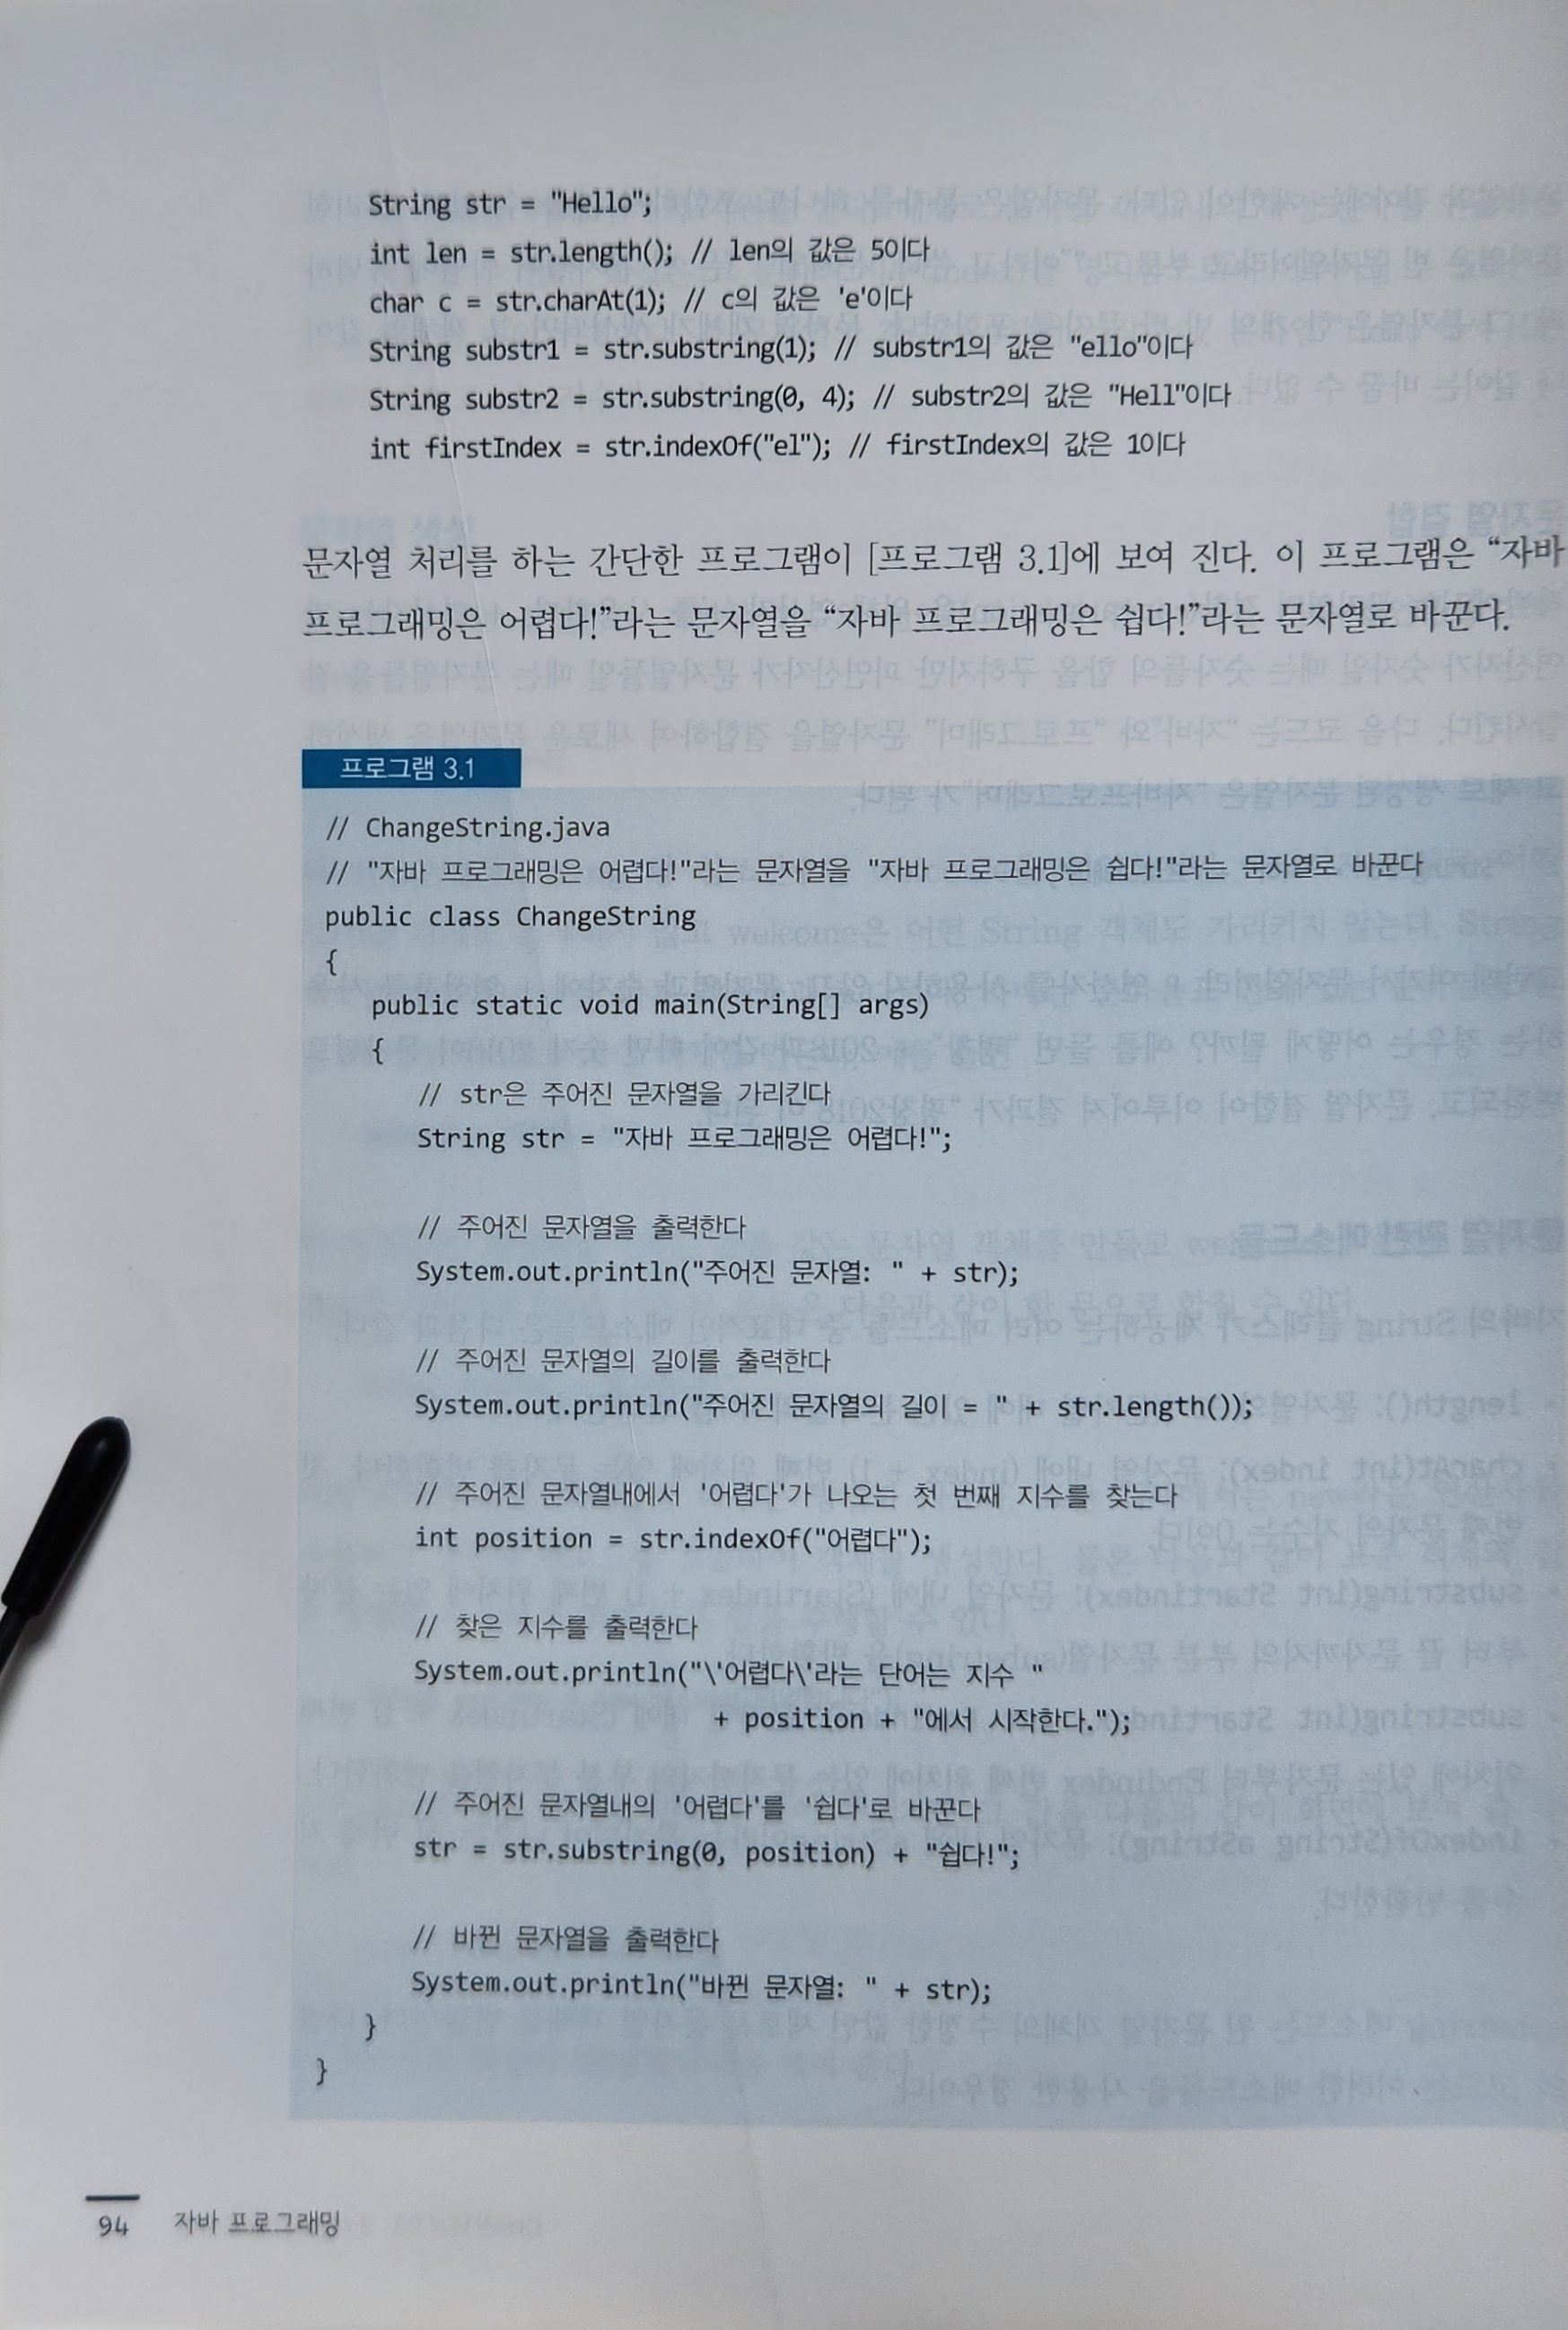 String str = "Hello";
int len = str.length(); // len의 값은 5이다
char c = str.charAt(1); // c의 값은 'e'이다
String substr1 = str.substring(1); // substr1의 값은 "ello"이다
String substr2 = str.substring(0, 4); // substr2의 값은 "Hell"이다
int firstIndex = str.indexOf("el"); // firstIndex의 값은 1이다
문자열 처리를 하는 간단한 프로그램이 [프로그램 3.1]에 보여 진다. 이 프로그램은 “자바
프로그래밍은 어렵다!”라는 문자열을 “자바 프로그래밍은 쉽다!”라는 문자열로 바꾼다.
프로그램 3.1
// ChangeString.java
// "자바 프로그래밍은 어렵다!"라는 문자열을 "자바 프로그래밍은 쉽다!"라는 문자열로 바꾼다
public class ChangeString
{
public static void main(String[] args)
{
// str은 주어진 문자열을 가리킨다
String str = "자바 프로그래밍은 어렵다!";
// 주어진 문자열을 출력한다
System.out.println("주어진 문자열: " + str);
// 주어진 문자열의 길이를 출력한다
System.out.println("주어진 문자열의 길이 = " + str.length());
// 주어진 문자열내에서 '어렵다'가 나오는 첫 번째 지수를 찾는다
int position = str.indexOf("어렵다");
// 찾은 지수를 출력한다
System.out.println("\'어렵다\'라는 단어는 지수 "
+ position + "에서 시작한다.");
// 주어진 문자열내의 '어렵다'를 '쉽다'로 바꾼다
str = str.substring(0, position) + "쉽다!";
// 바뀐 문자열을 출력한다
System.out.println("바뀐 문자열: " + str);
}
}
94 자바 프로그래밍